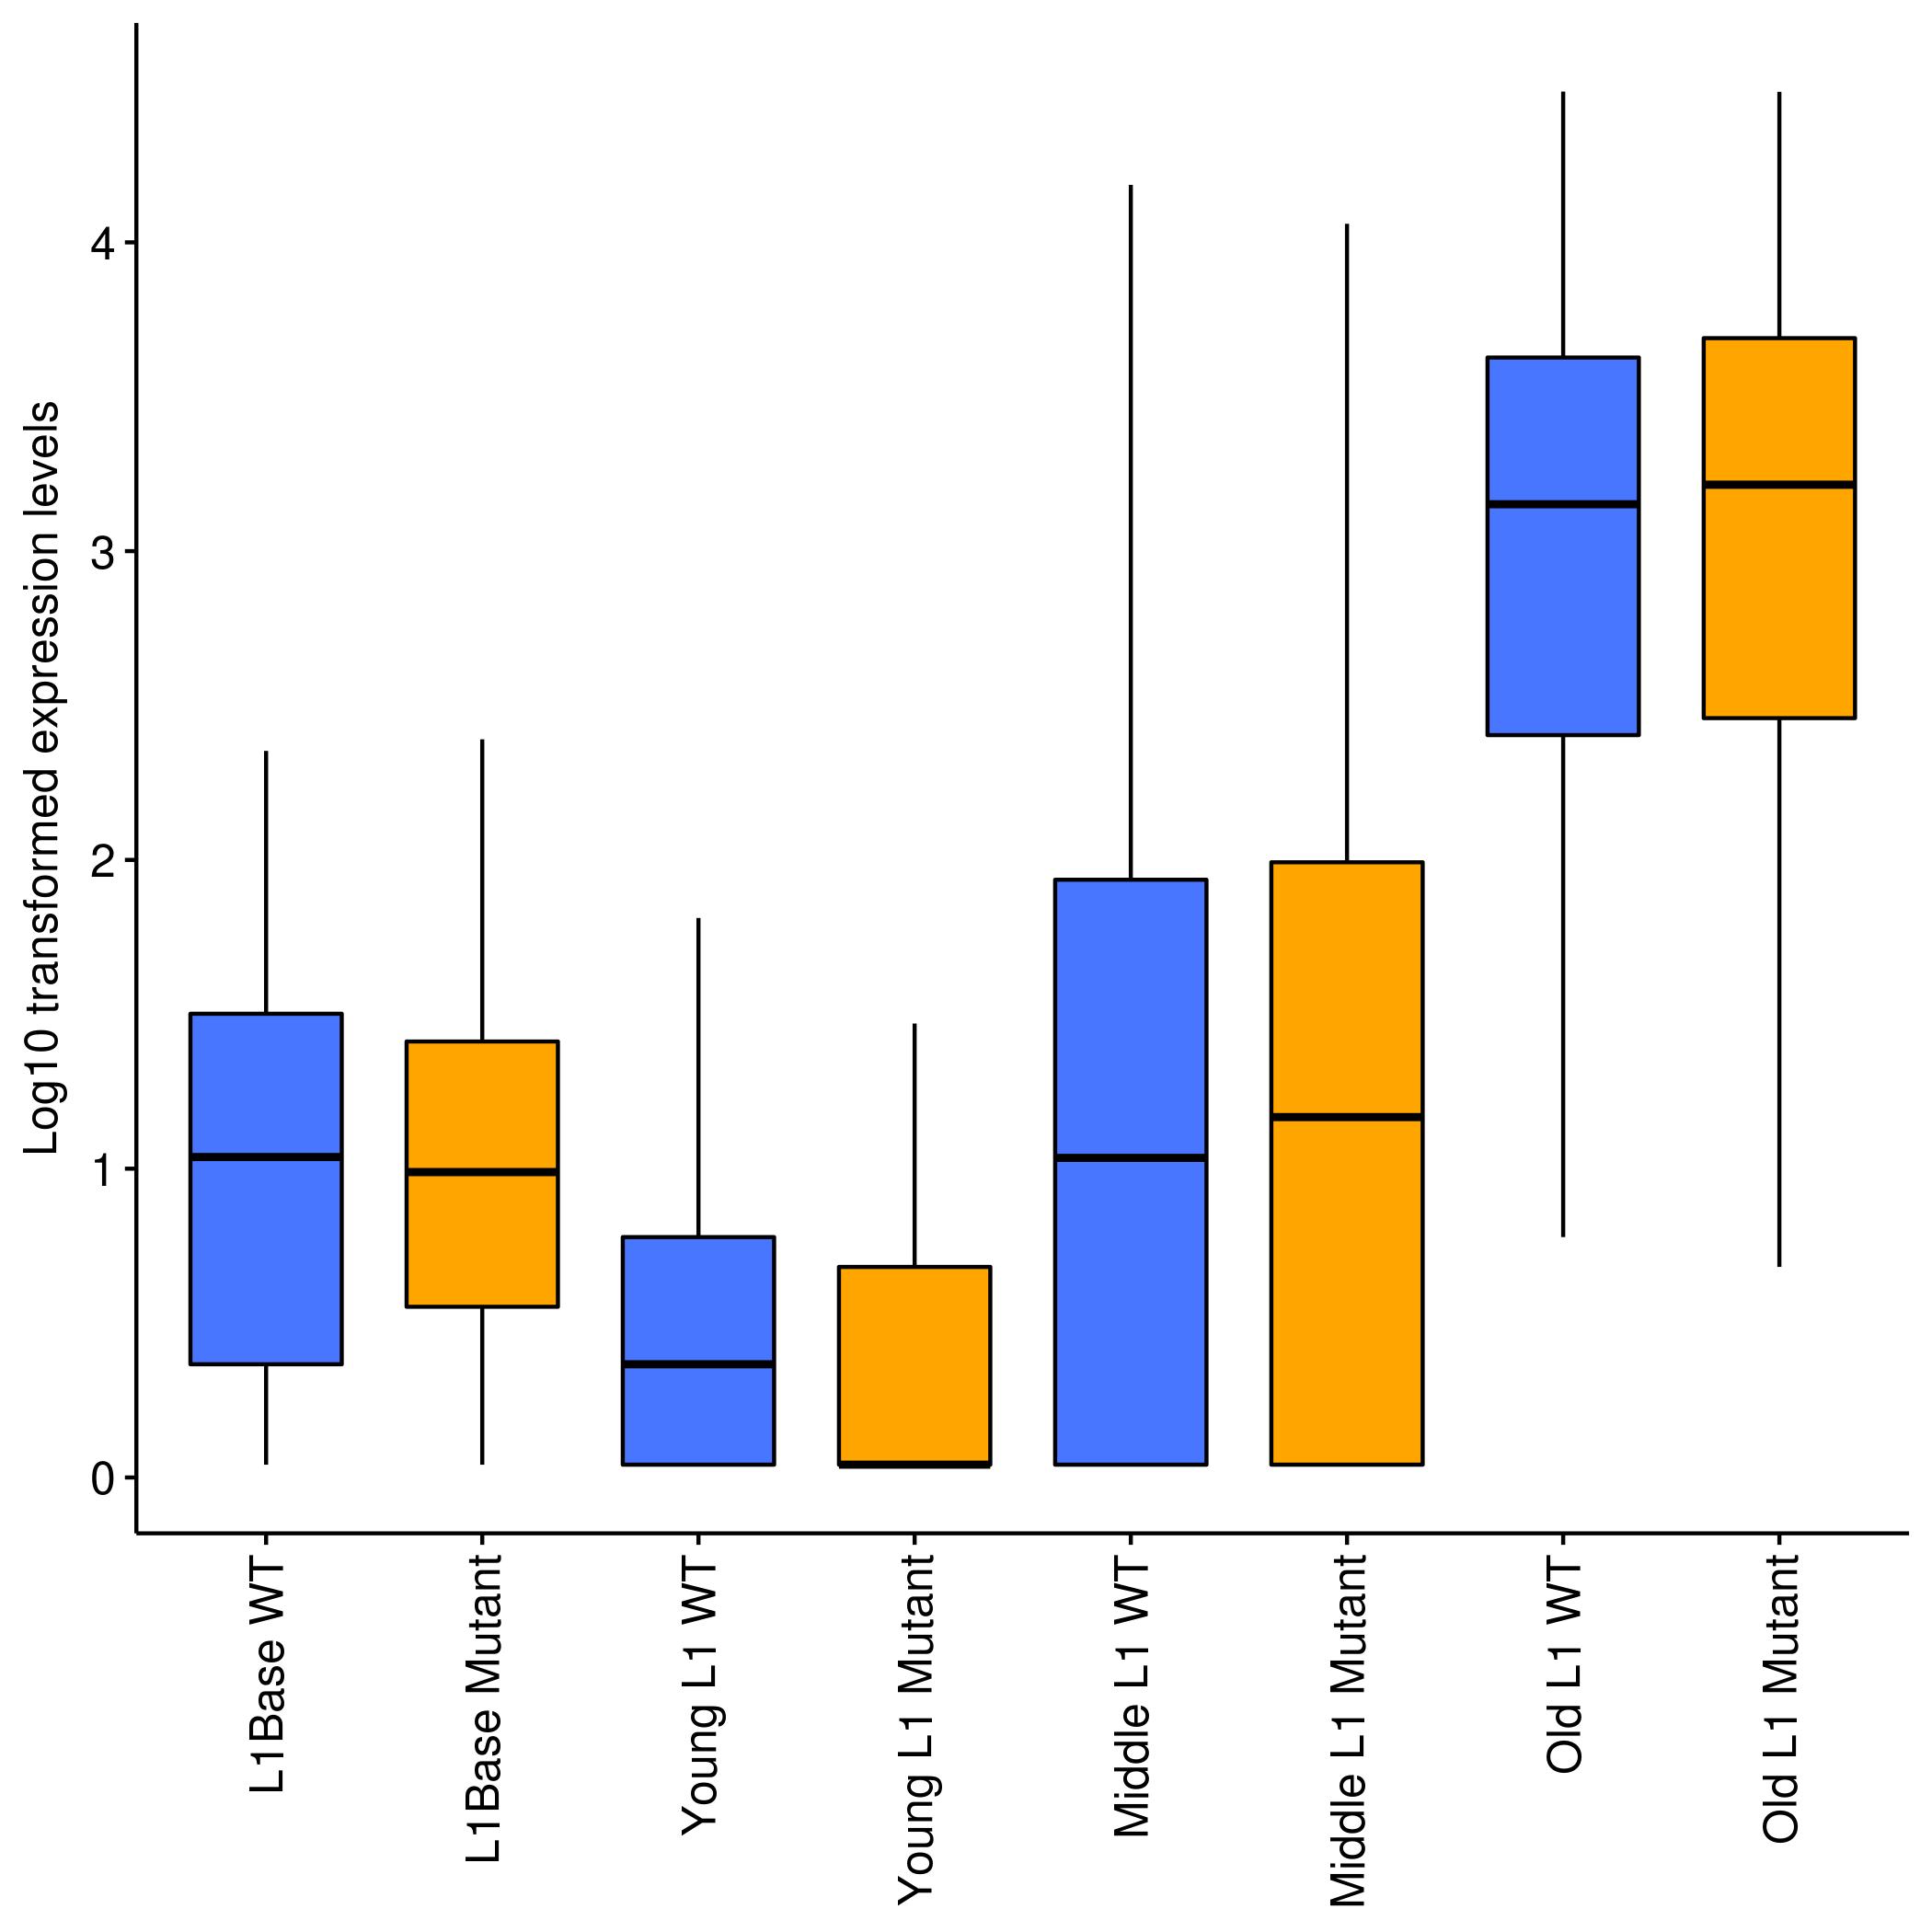 Log10 transformed expression levels
4
3
2
1
0
L1Base WT
L1Base Mutant
Young L1 WT
Young L1 Mutant
Middle L1 WT
Middle L1 Mutant
Old L1 WT
Old L1 Mutant